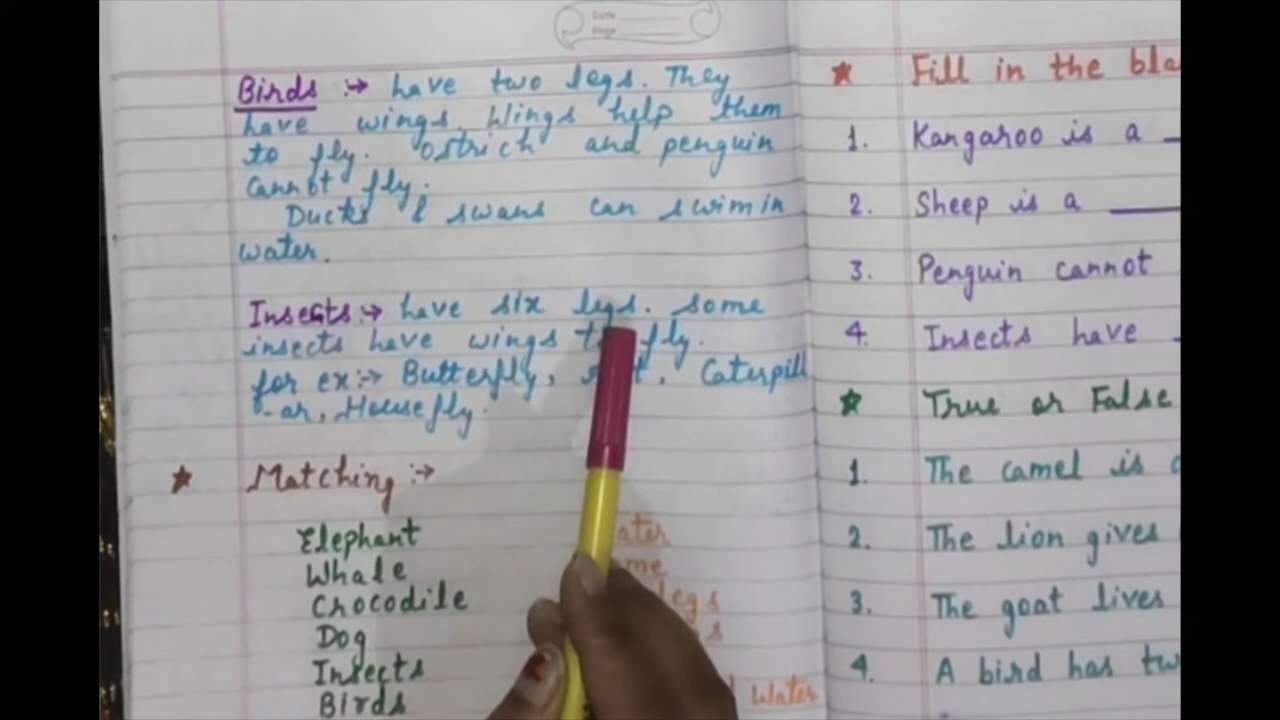 Date
Page
Birds :→ have two legs. They
have wings. Wings help them
to fly. Ostrich and penguin
cannot fly.
Ducks & swans can swim in
water.
Insects :→ have six legs. some
insects have wings to fly.
for ex :→ Butterfly, Caterpill
- ar, Housefly.
★ Matching :→
Elephant
Whale
Crocodile legs
Dog
Insects
Birds Water
★ Fill in the bla
1. Kangaroo is a
2. Sheep is a
3. Penguin cannot
4. Insects have
★ True or False
1. The camel is
2. The lion gives
3. The goat lives
4. A bird has tw